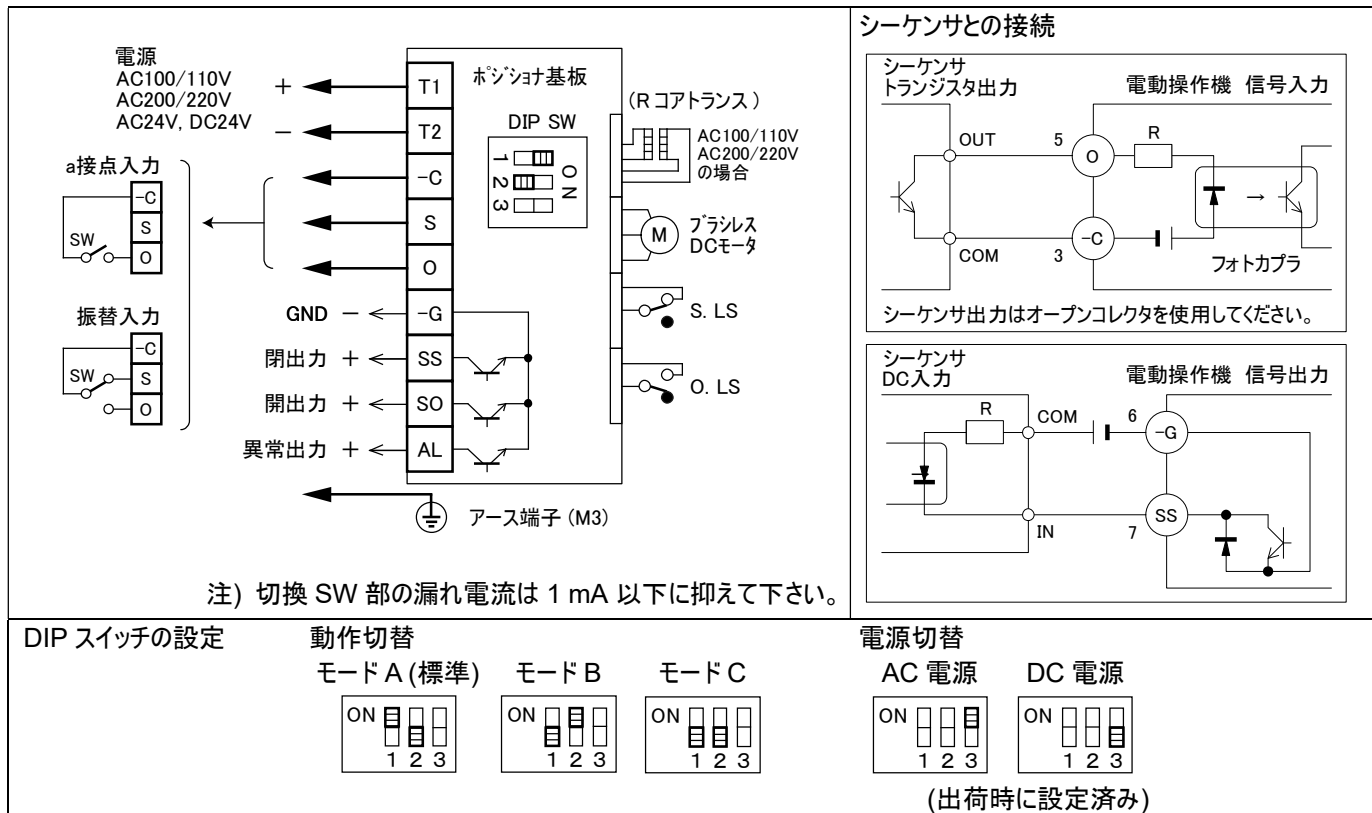 電源
AC100/110V
AC200/220V
AC24V, DC24V
+
−
a接点入力
-C
S
O
SW
振替入力
-C
S
O
SW
T1
T2
-C
S
O
-G
SS
SO
AL
ポジショナ基板
DIP SW
1
2
3
O N
GND −
閉出力 +
開出力 +
異常出力 +
アース端子 (M3)
(R コアトランス)
AC100/110V
AC200/220V
の場合
M
ブラシレス
DCモータ
S. LS
O. LS
注) 切換 SW 部の漏れ電流は 1 mA 以下に抑えて下さい。
シーケンサとの接続
シーケンサ
トランジスタ出力
電動操作機 信号入力
OUT
5
O
R
→
COM
3
-C
フォトカプラ
シーケンサ出力はオープンコレクタを使用してください。
シーケンサ
DC入力
電動操作機 信号出力
R
COM
6
-G
IN
7
SS
DIP スイッチの設定
動作切替
モード A (標準)
ON
1 2 3
モード B
ON
1 2 3
モード C
ON
1 2 3
電源切替
AC 電源
ON
1 2 3
DC 電源
ON
1 2 3
(出荷時に設定済み)